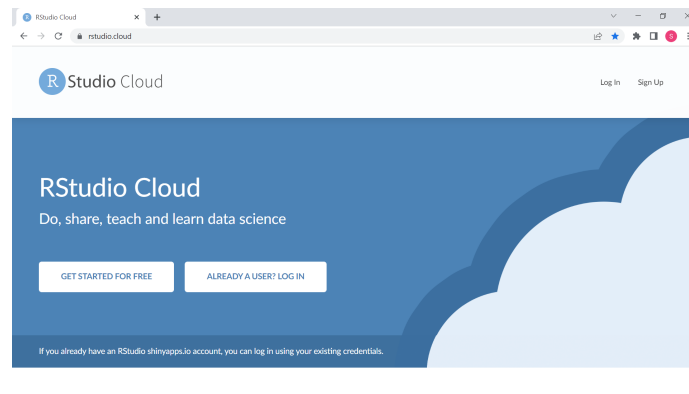 RStudio Cloud
rstudio.cloud
S
R Studio Cloud
Log In Sign Up
RStudio Cloud
Do, share, teach and learn data science
GET STARTED FOR FREE ALREADY A USER? LOG IN
If you already have an RStudio shinyapps.io account, you can log in using your existing credentials.